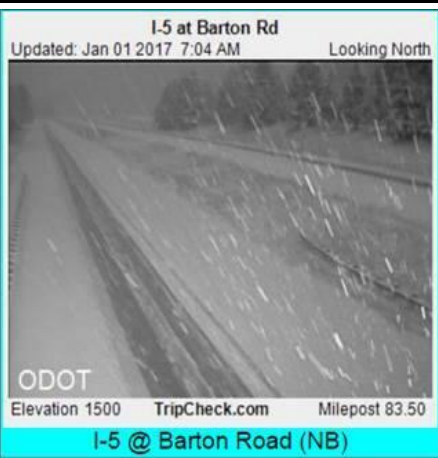 I-5 at Barton Rd
Updated: Jan 01 2017 7:04 AM Looking North
ODOT
Elevation 1500 TripCheck.com Milepost 83.50
I-5 @ Barton Road (NB)